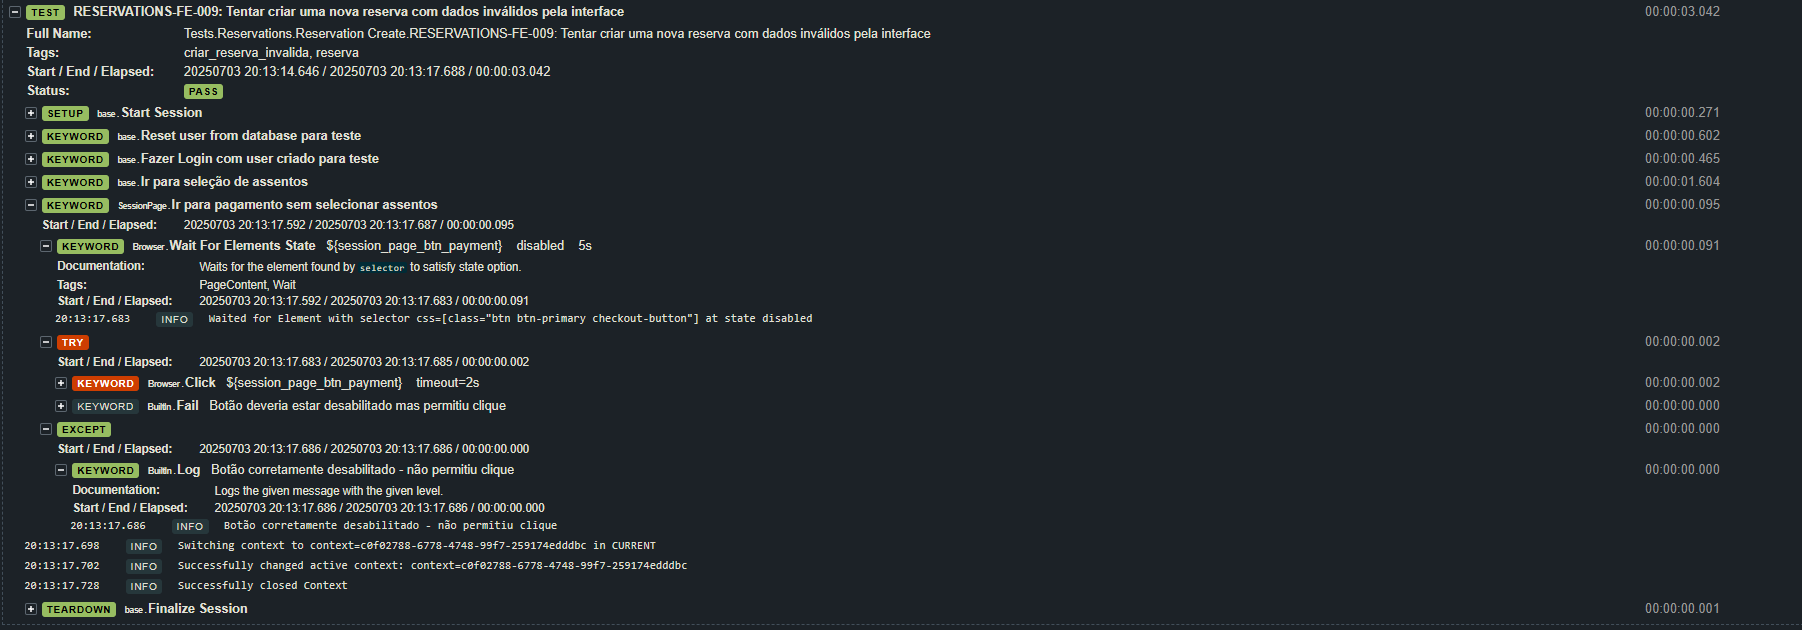 TEST RESERVATIONS-FE-009: Tentar criar uma nova reserva com dados inválidos pela interface 00:00:03.042
Full Name: Tests.Reservations.Reservation Create.RESERVATIONS-FE-009: Tentar criar uma nova reserva com dados inválidos pela interface
Tags: criar_reserva_invalida, reserva
Start / End / Elapsed: 20250703 20:13:14.646 / 20250703 20:13:17.688 / 00:00:03.042
Status: PASS
SETUP base. Start Session 00:00:00.271
KEYWORD base. Reset user from database para teste 00:00:00.602
KEYWORD base. Fazer Login com user criado para teste 00:00:00.465
KEYWORD base. Ir para seleção de assentos 00:00:01.604
KEYWORD SessionPage. Ir para pagamento sem selecionar assentos 00:00:00.095
Start / End / Elapsed: 20250703 20:13:17.592 / 20250703 20:13:17.687 / 00:00:00.095
KEYWORD Browser. Wait For Elements State ${session_page_btn_payment} disabled 5s 00:00:00.091
Documentation: Waits for the element found by selector to satisfy state option.
Tags: PageContent, Wait
Start / End / Elapsed: 20250703 20:13:17.592 / 20250703 20:13:17.683 / 00:00:00.091
20:13:17.683 INFO Waited for Element with selector css=[class="btn btn-primary checkout-button"] at state disabled
TRY 00:00:00.002
Start / End / Elapsed: 20250703 20:13:17.683 / 20250703 20:13:17.685 / 00:00:00.002
KEYWORD Browser. Click ${session_page_btn_payment} timeout=2s 00:00:00.002
KEYWORD BuiltIn. Fail Botão deveria estar desabilitado mas permitiu clique 00:00:00.000
EXCEPT 00:00:00.000
Start / End / Elapsed: 20250703 20:13:17.686 / 20250703 20:13:17.686 / 00:00:00.000
KEYWORD BuiltIn. Log Botão corretamente desabilitado - não permitiu clique 00:00:00.000
Documentation: Logs the given message with the given level.
Start / End / Elapsed: 20250703 20:13:17.686 / 20250703 20:13:17.686 / 00:00:00.000
20:13:17.686 INFO Botão corretamente desabilitado - não permitiu clique
20:13:17.698 INFO Switching context to context=c0f02788-6778-4748-99f7-259174edddbc in CURRENT
20:13:17.702 INFO Successfully changed active context: context=c0f02788-6778-4748-99f7-259174edddbc
20:13:17.728 INFO Successfully closed Context
TEARDOWN base. Finalize Session 00:00:00.001